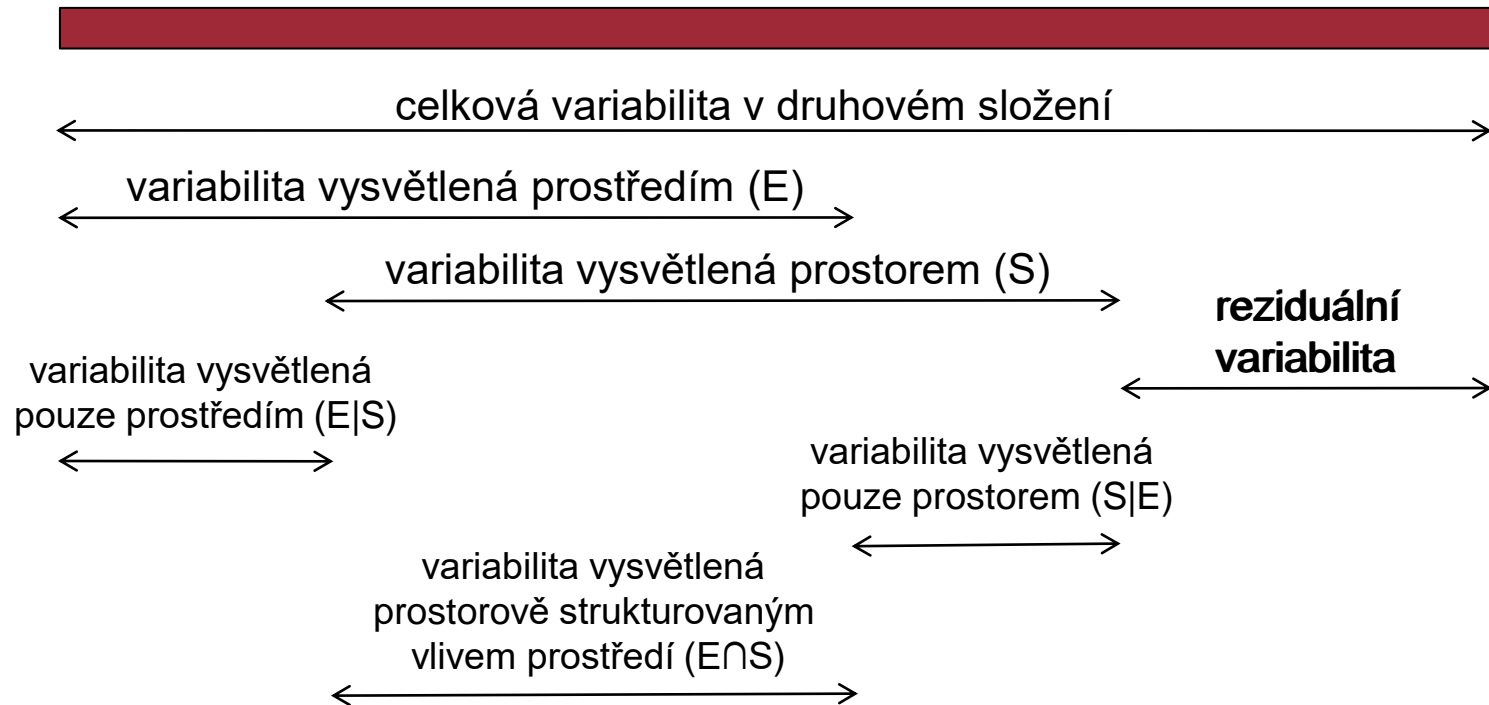 celková variabilita v druhovém složení
variabilita vysvětlená prostředím (E)
variabilita vysvětlená prostorem (S)
reziduální
variabilita
variabilita vysvětlená
pouze prostředím (E|S)
variabilita vysvětlená
pouze prostorem (S|E)
variabilita vysvětlená
prostorově strukturovaným
vlivem prostředí (E∩S)